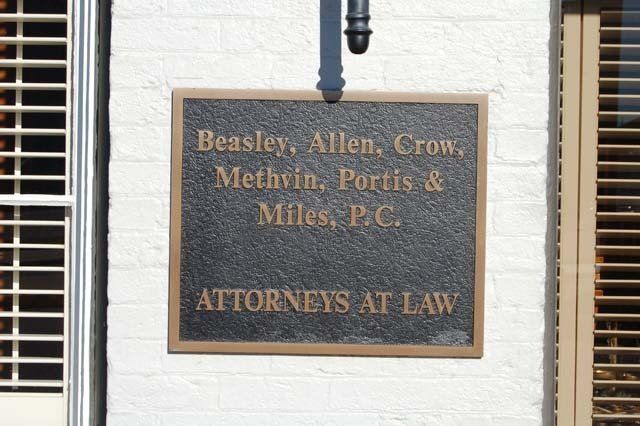 Beasley, Allen, Crow,
Methvin, Portis &
Miles, P.C.
ATTORNEYS AT LAW